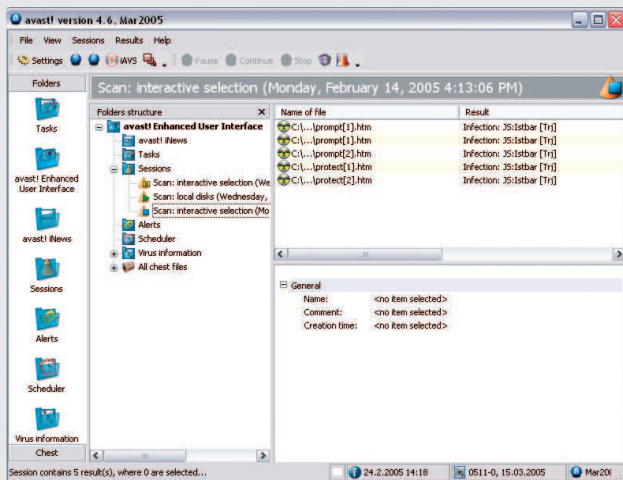 avast! version 4.6, Mar2005
File View Sessions Results Help
Settings iAVS Pause Continue Stop
Folders
Tasks
avast! Enhanced
User Interface
avast! iNews
Sessions
Alerts
Scheduler
Virus information
Chest
Scan: interactive selection (Monday, February 14, 2005 4:13:06 PM)
Folders structure
avast! Enhanced User Interface
avast! iNews
Tasks
Sessions
Scan: interactive selection (We
Scan: local disks (Wednesday,
Scan: interactive selection (Mo
Alerts
Scheduler
Virus information
All chest files
Name of file Result
C:\...\prompt[1].htm Infection: JS:Istbar [Trj]
C:\...\prompt[1].htm Infection: JS:Istbar [Trj]
C:\...\prompt[2].htm Infection: JS:Istbar [Trj]
C:\...\protect[1].htm Infection: JS:Istbar [Trj]
C:\...\protect[2].htm Infection: JS:Istbar [Trj]
General
Name: <no item selected>
Comment: <no item selected>
Creation time: <no item selected>
Session contains 5 result(s), where 0 are selected... 24.2.2005 14:18 0511-0, 15.03.2005 Mar200